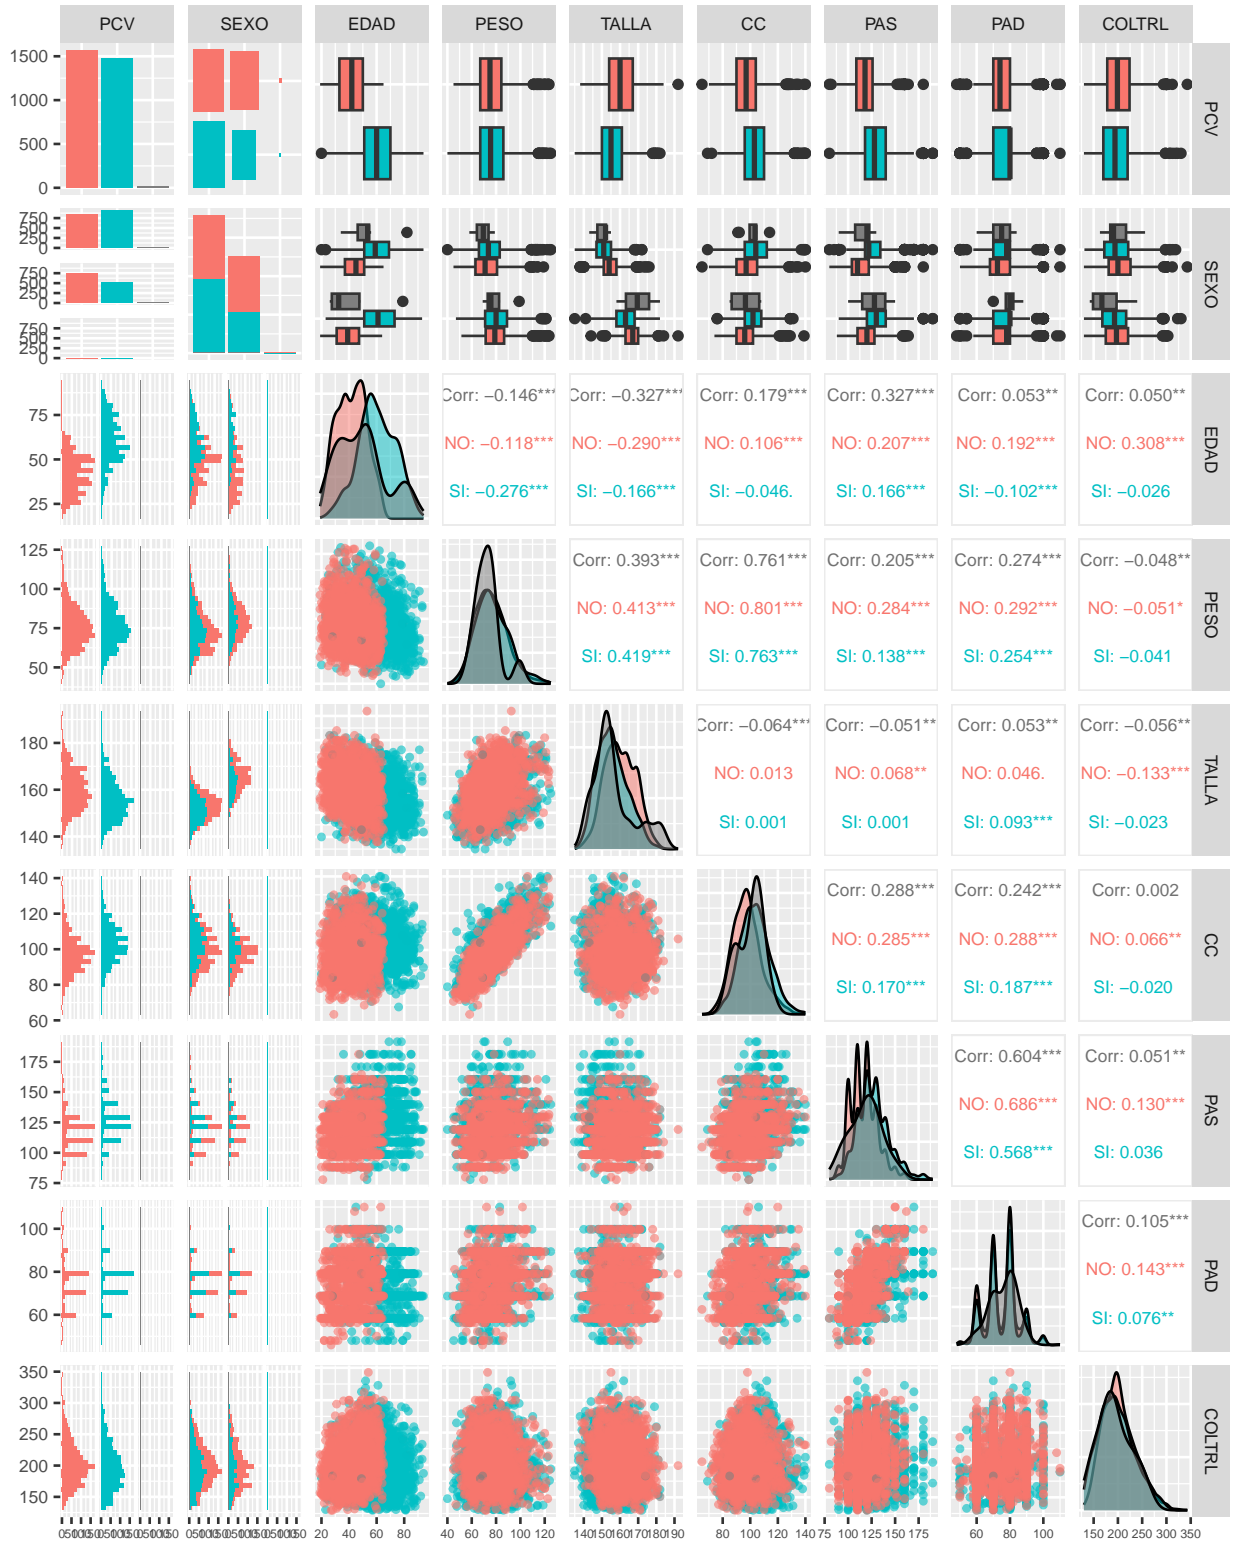 PCV SEXO EDAD PESO TALLA CC PAS PAD COLTRL
1500
1000
500
0
PCV
750
500
250
0
750
500
250
0
750
500
250
0
SEXO
75
50
25
Corr: −0.146*** Corr: −0.327*** Corr: 0.179*** Corr: 0.327*** Corr: 0.053** Corr: 0.050**
NO: −0.118*** NO: −0.290*** NO: 0.106*** NO: 0.207*** NO: 0.192*** NO: 0.308***
SI: −0.276*** SI: −0.166*** SI: −0.046. SI: 0.166*** SI: −0.102*** SI: −0.026
EDAD
125
100
75
50
Corr: 0.393*** Corr: 0.761*** Corr: 0.205*** Corr: 0.274*** Corr: −0.048**
NO: 0.413*** NO: 0.801*** NO: 0.284*** NO: 0.292*** NO: −0.051*
SI: 0.419*** SI: 0.763*** SI: 0.138*** SI: 0.254*** SI: −0.041
PESO
180
160
140
Corr: −0.064*** Corr: −0.051** Corr: 0.053** Corr: −0.056**
NO: 0.013 NO: 0.068** NO: 0.046. NO: −0.133***
SI: 0.001 SI: 0.001 SI: 0.093*** SI: −0.023
TALLA
140
120
100
80
60
Corr: 0.288*** Corr: 0.242*** Corr: 0.002
NO: 0.285*** NO: 0.288*** NO: 0.066**
SI: 0.170*** SI: 0.187*** SI: −0.020
CC
175
150
125
100
75
Corr: 0.604*** Corr: 0.051**
NO: 0.686*** NO: 0.130***
SI: 0.568*** SI: 0.036
PAS
100
80
60
Corr: 0.105***
NO: 0.143***
SI: 0.076**
PAD
350
300
250
200
150
COLTRL
20 40 60 80 40 60 80 100 120 140 150 160 170 180 190 80 100 120 140 75 100 125 150 175 60 80 100 150 200 250 300 350